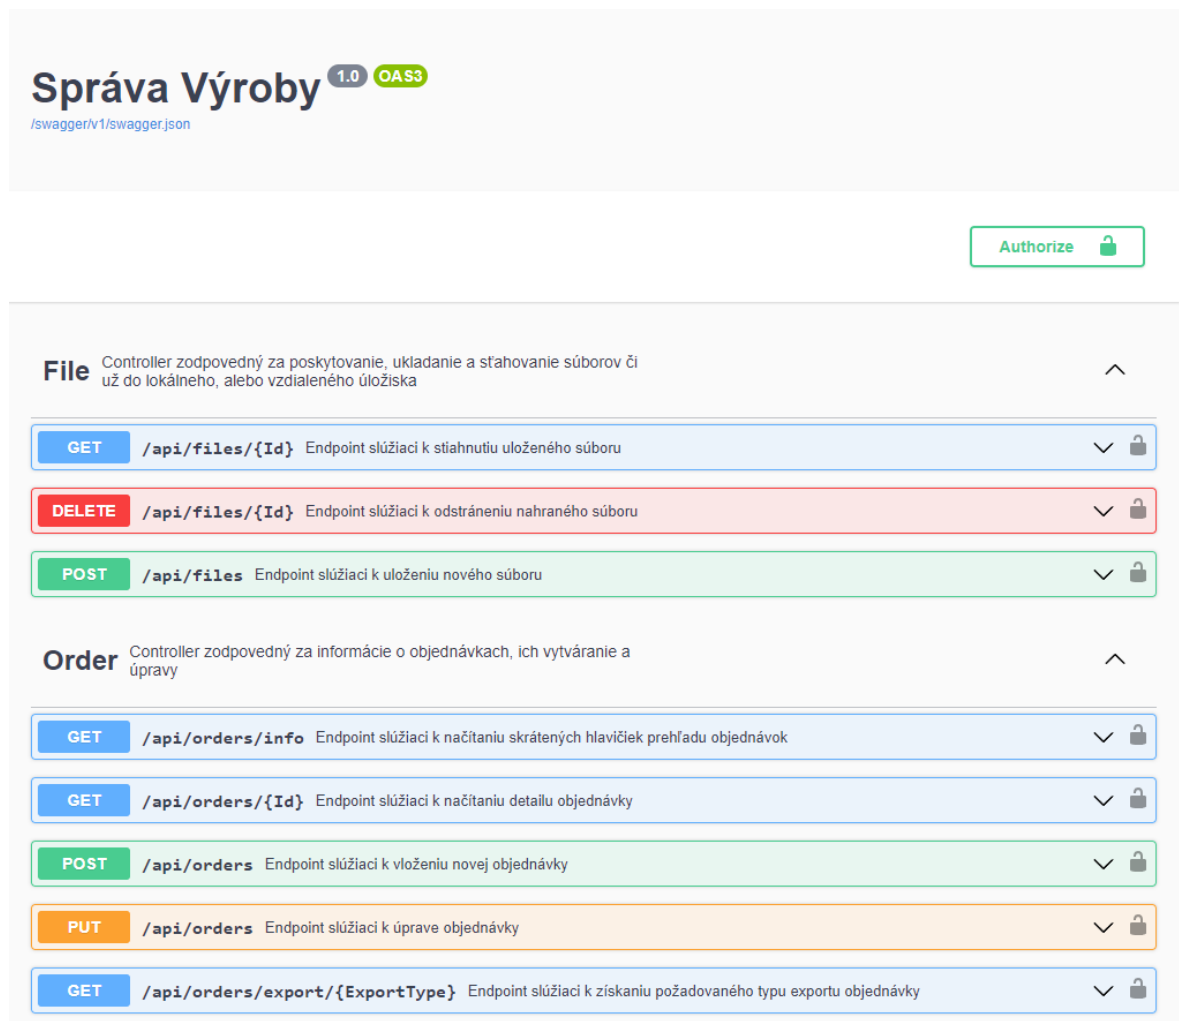 Správa Výroby 1.0 OAS3
/swagger/v1/swagger.json
Authorize
File Controller zodpovedný za poskytovanie, ukladanie a sťahovanie súborov či
už do lokálneho, alebo vzdialeného úložiska
GET /api/files/{Id} Endpoint slúžiaci k stiahnutiu uloženého súboru
DELETE /api/files/{Id} Endpoint slúžiaci k odstráneniu nahraného súboru
POST /api/files Endpoint slúžiaci k uloženiu nového súboru
Order Controller zodpovedný za informácie o objednávkach, ich vytváranie a
úpravy
GET /api/orders/info Endpoint slúžiaci k načítaniu skrátených hlavičiek prehľadu objednávok
GET /api/orders/{Id} Endpoint slúžiaci k načítaniu detailu objednávky
POST /api/orders Endpoint slúžiaci k vloženiu novej objednávky
PUT /api/orders Endpoint slúžiaci k úprave objednávky
GET /api/orders/export/{ExportType} Endpoint slúžiaci k získaniu požadovaného typu exportu objednávky